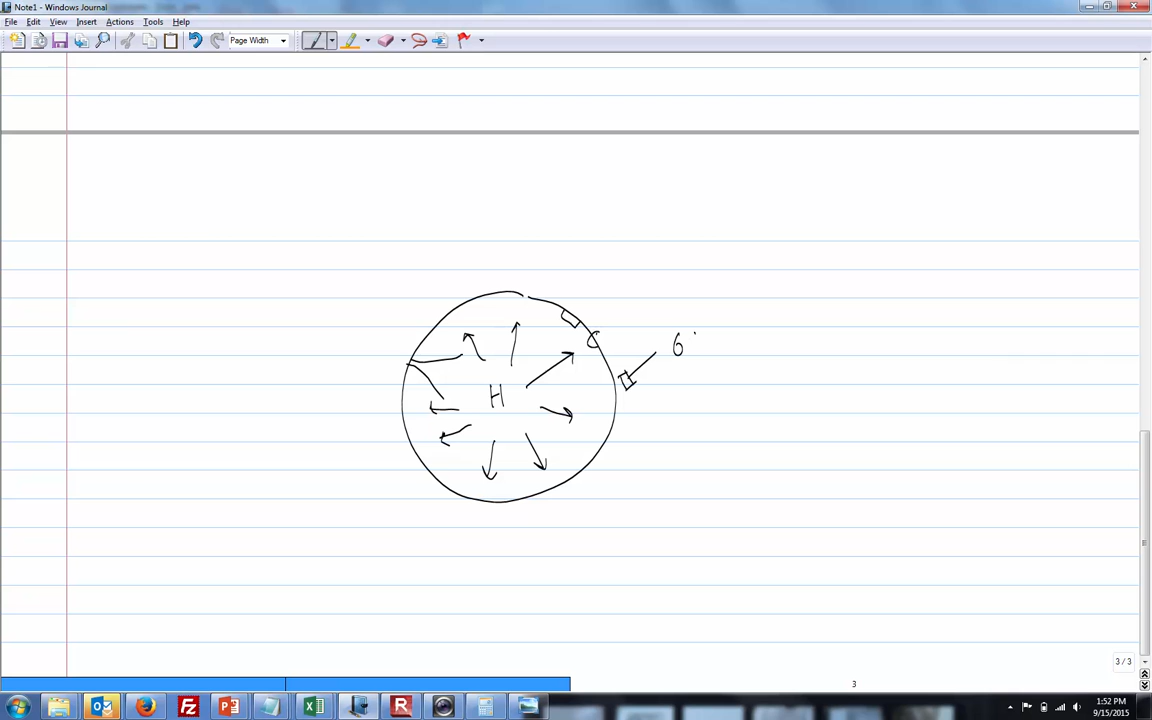 Note1 - Windows Journal
File Edit View Insert Actions Tools Help
Page Width
C
H
6
3 / 3
3
1:52 PM
9/15/2015